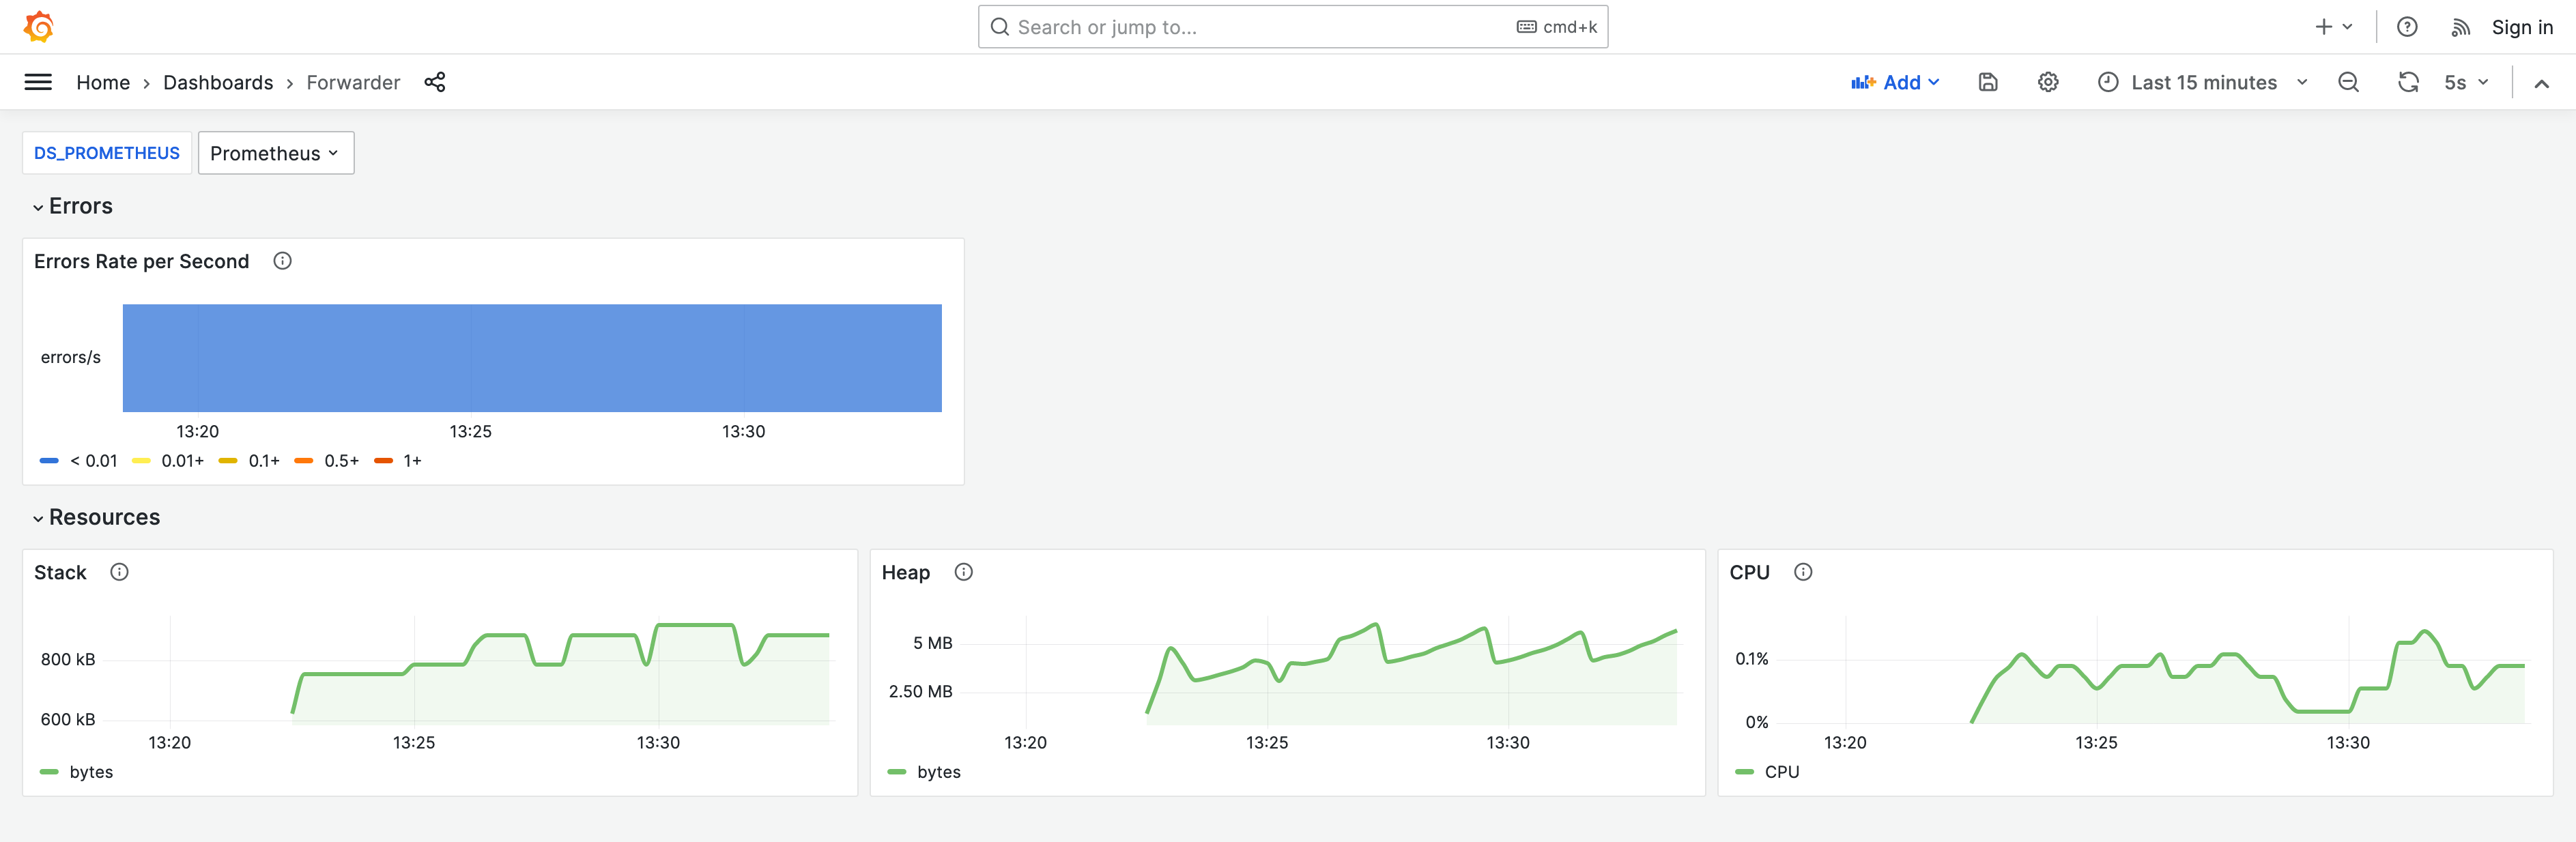 Search or jump to... cmd+k Sign in
Home › Dashboards › Forwarder Add Last 15 minutes 5s
DS_PROMETHEUS Prometheus
Errors
Errors Rate per Second
errors/s
13:20 13:25 13:30
< 0.01 0.01+ 0.1+ 0.5+ 1+
Resources
Stack
800 kB
600 kB
13:20 13:25 13:30
bytes
Heap
5 MB
2.50 MB
13:20 13:25 13:30
bytes
CPU
0.1%
0%
13:20 13:25 13:30
CPU